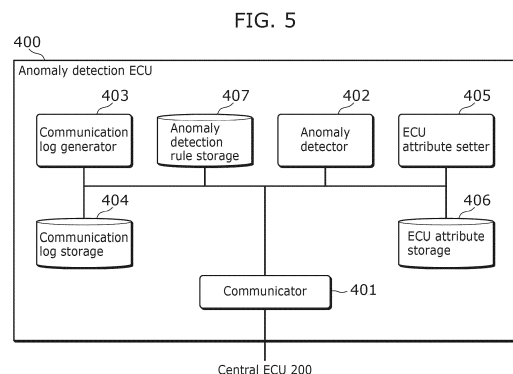 FIG. 5
400
Anomaly detection ECU
403
407
402
405
Communication
log generator
Anomaly
detection
rule storage
Anomaly
detector
ECU
attribute setter
404
406
Communication
log storage
ECU attribute
storage
Communicator
401
Central ECU 200